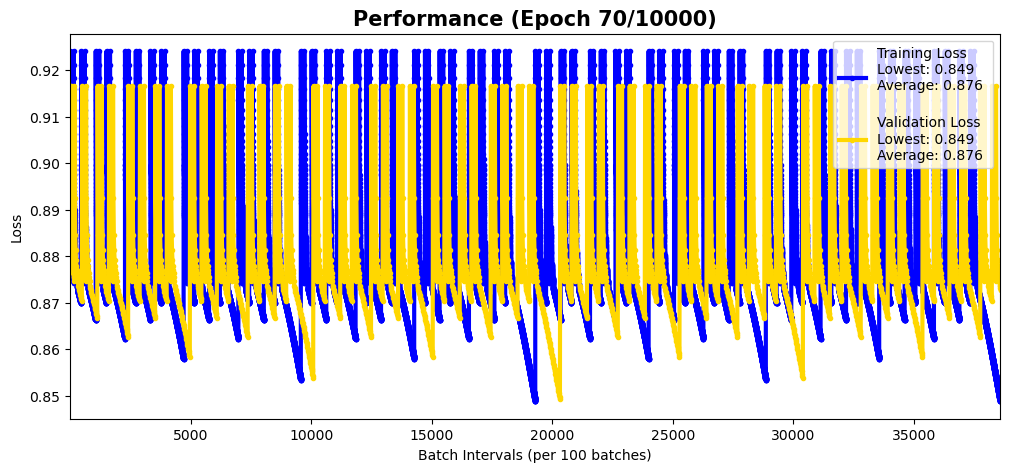 Performance (Epoch 70/10000)
Training Loss
Lowest: 0.849
Average: 0.876
Validation Loss
Lowest: 0.849
Average: 0.876
Loss
0.92
0.91
0.90
0.89
0.88
0.87
0.86
0.85
5000
10000
15000
20000
25000
30000
35000
Batch Intervals (per 100 batches)